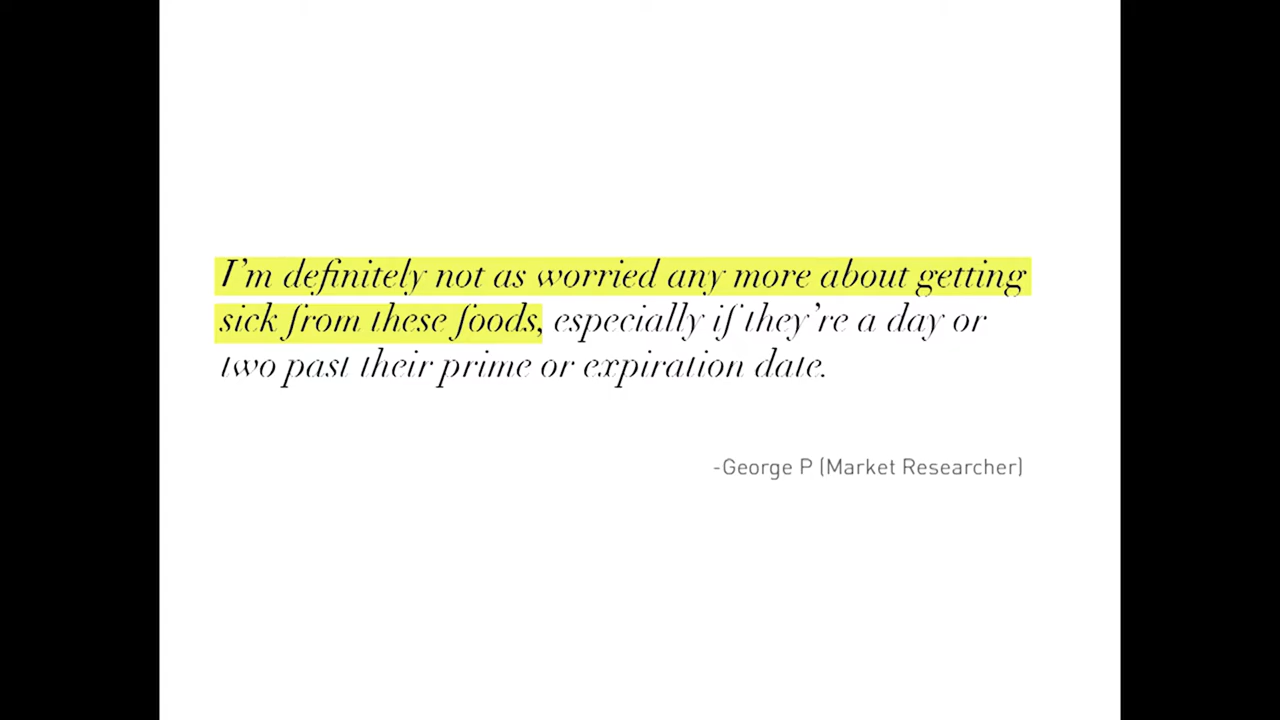 I'm definitely not as worried any more about getting
sick from these foods, especially if they're a day or
two past their prime or expiration date.
-George P (Market Researcher)